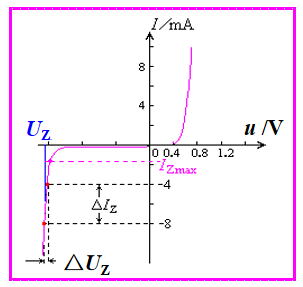 I/mA
8
4
U_Z
u /V
0
0.4 0.8 1.2
I_Zmax
-4
ΔI_Z
-8
ΔU_Z